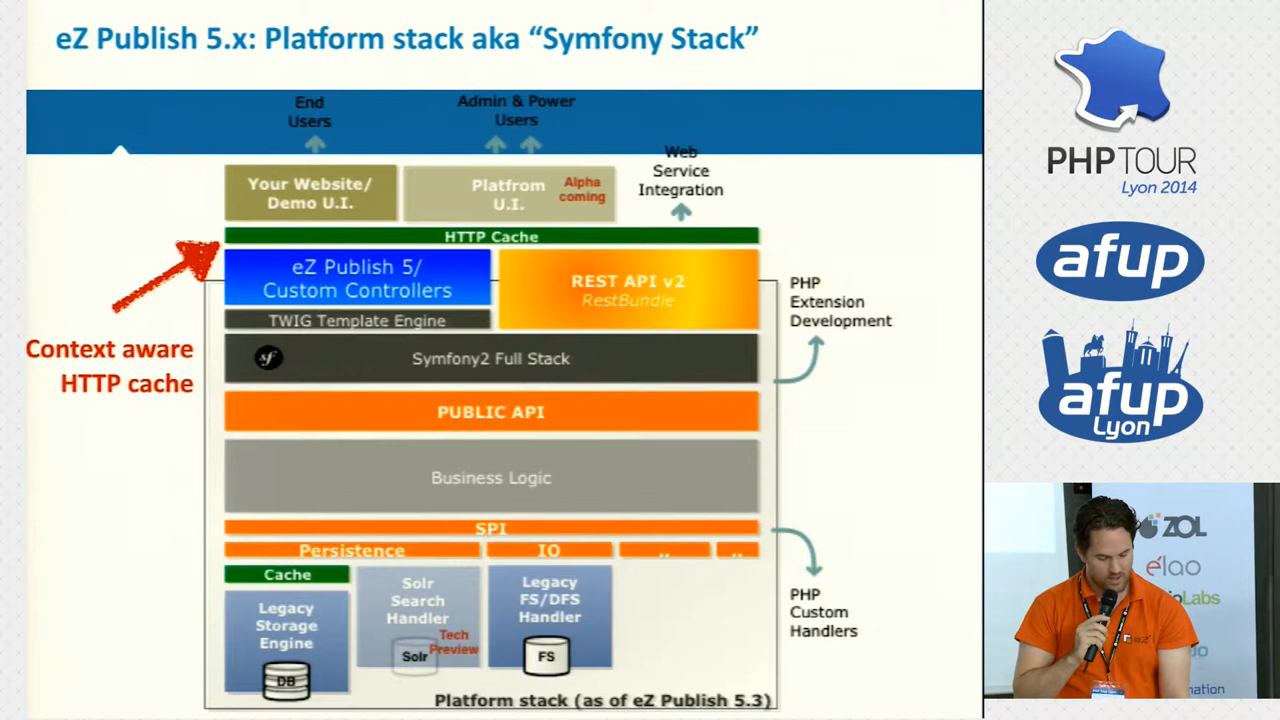 eZ Publish 5.x: Platform stack aka “Symfony Stack”
End
Users
Admin & Power
Users
Web
Service
Integration
Your Website/
Demo U.I.
Platfrom
U.I.
Alpha
coming
HTTP Cache
eZ Publish 5/
Custom Controllers
REST API v2
RestBundle
TWIG Template Engine
PHP
Extension
Development
Context aware
HTTP cache
sf
Symfony2 Full Stack
PUBLIC API
Business Logic
SPI
Persistence
IO
..
..
Cache
Legacy
Storage
Engine
DB
Solr
Search
Handler
Tech
Preview
Solr
Legacy
FS/DFS
Handler
FS
PHP
Custom
Handlers
Platform stack (as of eZ Publish 5.3)
PHP TOUR
Lyon 2014
afup
afup
Lyon
ZOL
élao
Labs
eZ